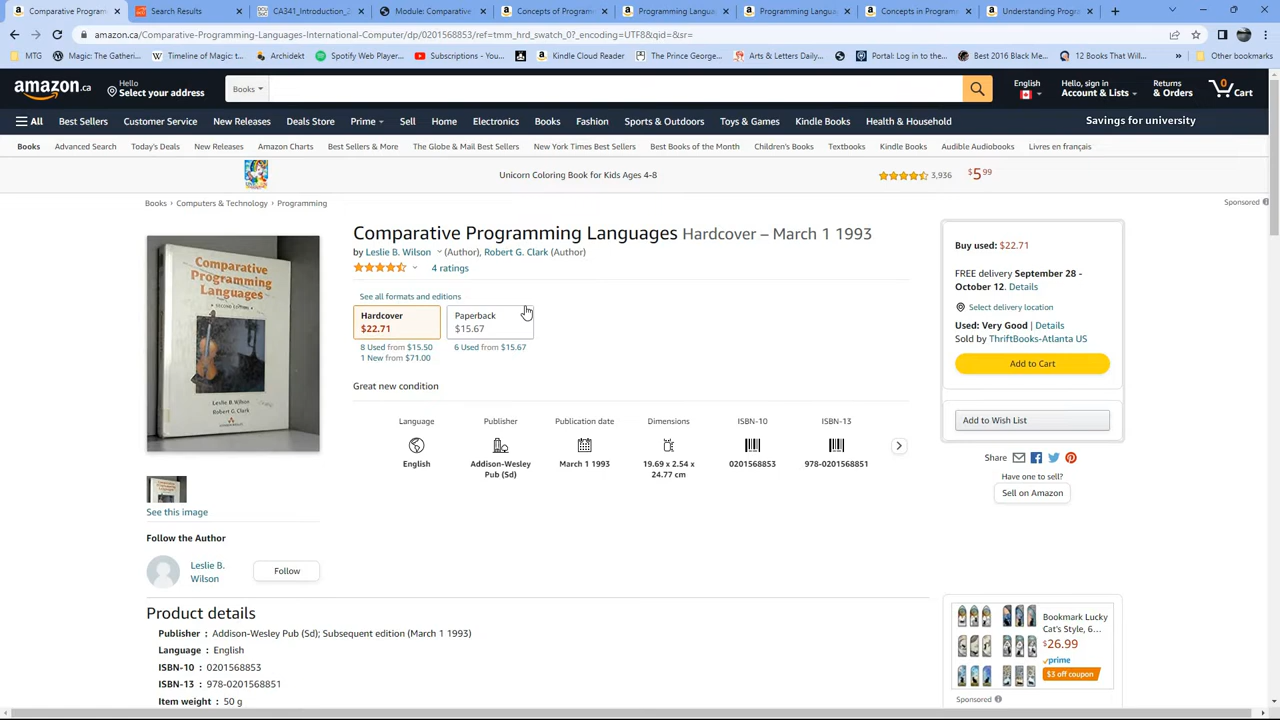 Comparative Program
Search Results
CA341_Introduction_3
Module: Comparative
Concepts of Program
Programming Langua
Programming Langua
Concepts in Program
Understanding Progra
amazon.ca/Comparative-Programming-Languages-International-Computer/dp/0201568853/ref=tmm_hrd_swatch_0?_encoding=UTF8&qid=&sr=
MTG
Magic: The Gatheri...
Timeline of Magic: t...
Archidekt
Spotify Web Player...
Subscriptions - You...
Kindle Cloud Reader
The Prince George...
Arts & Letters Daily...
Portal: Log in to the...
Best 2016 Black Me...
12 Books That Will...
»
Other bookmarks
amazon.ca
Hello
Select your address
Books
English
Hello, sign in
Account & Lists
Returns
& Orders
0
Cart
All
Best Sellers
Customer Service
New Releases
Deals Store
Prime
Sell
Home
Electronics
Books
Fashion
Sports & Outdoors
Toys & Games
Kindle Books
Health & Household
Savings for university
Books
Advanced Search
Today's Deals
New Releases
Amazon Charts
Best Sellers & More
The Globe & Mail Best Sellers
New York Times Best Sellers
Best Books of the Month
Children's Books
Textbooks
Kindle Books
Audible Audiobooks
Livres en français
Unicorn Coloring Book for Kids Ages 4-8
3,936
$5 99
Sponsored
Books › Computers & Technology › Programming
Comparative
Programming
Languages
SECOND EDITION
Leslie B. Wilson
Robert G. Clark
See this image
Follow the Author
Leslie B.
Wilson
Follow
Comparative Programming Languages Hardcover – March 1 1993
by Leslie B. Wilson (Author), Robert G. Clark (Author)
4 ratings
See all formats and editions
Hardcover
$22.71
8 Used from $15.50
1 New from $71.00
Paperback
$15.67
6 Used from $15.67
Great new condition
Language
English
Publisher
Addison-Wesley
Pub (Sd)
Publication date
March 1 1993
Dimensions
19.69 x 2.54 x
24.77 cm
ISBN-10
0201568853
ISBN-13
978-0201568851
Buy used: $22.71
FREE delivery September 28 -
October 12. Details
Select delivery location
Used: Very Good | Details
Sold by ThriftBooks-Atlanta US
Add to Cart
Add to Wish List
Share
Have one to sell?
Sell on Amazon
Product details
Publisher : Addison-Wesley Pub (Sd); Subsequent edition (March 1 1993)
Language : English
ISBN-10 : 0201568853
ISBN-13 : 978-0201568851
Item weight : 50 g
Bookmark Lucky
Cat's Style, 6...
$26.99
prime
$3 off coupon
Sponsored